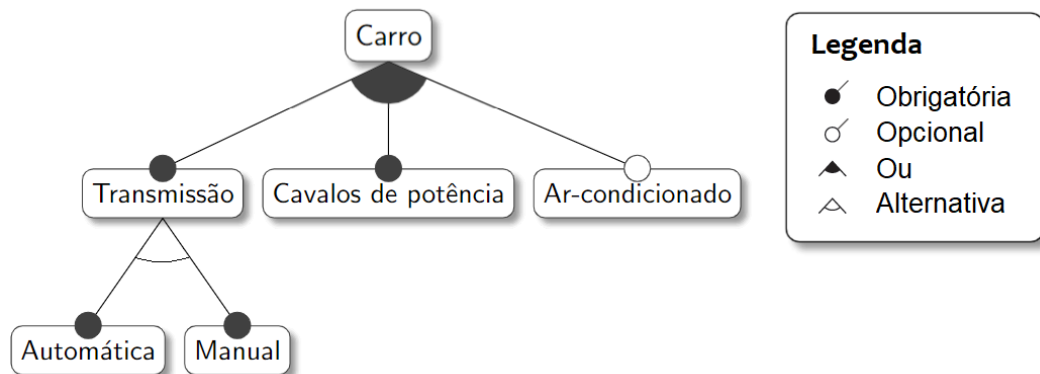 Carro
Transmissão
Cavalos de potência
Ar-condicionado
Automática
Manual
Legenda
Obrigatória
Opcional
Ou
Alternativa